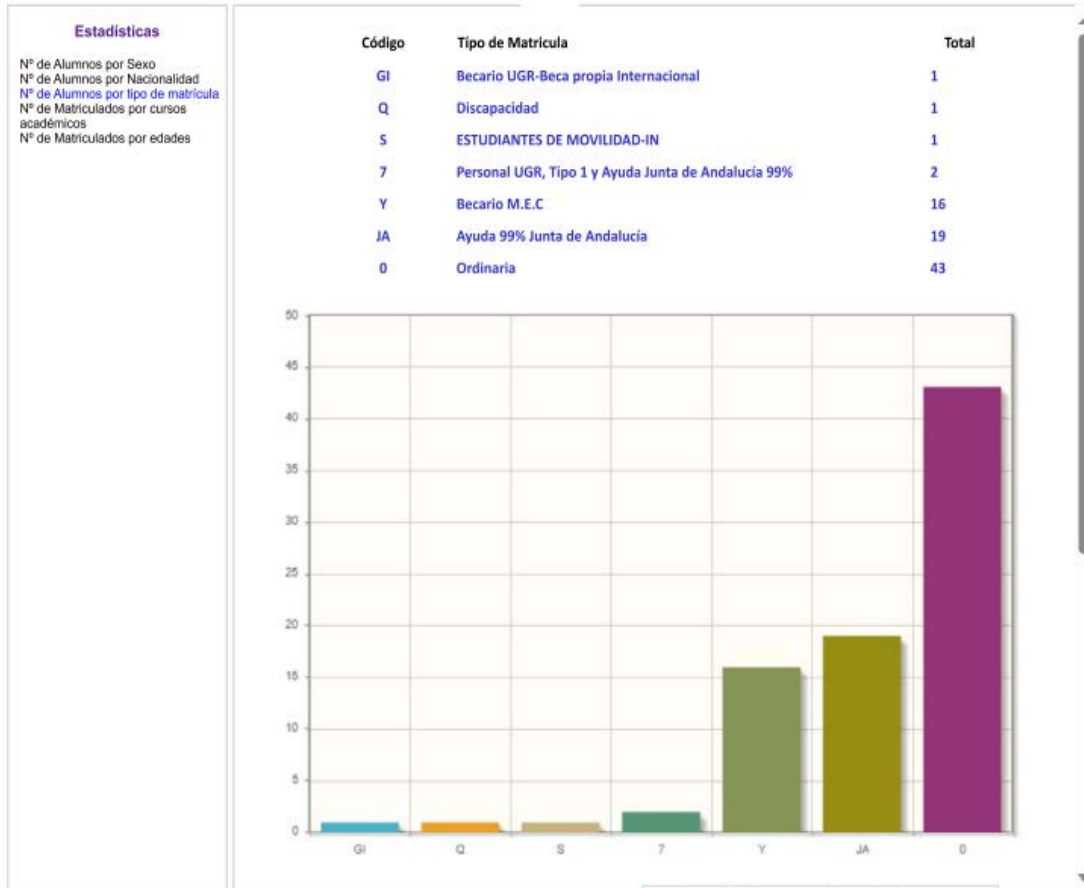 Estadísticas
Nº de Alumnos por Sexo
Nº de Alumnos por Nacionalidad
Nº de Alumnos por tipo de matrícula
Nº de Matriculados por cursos
académicos
Nº de Matriculados por edades
Código Tipo de Matricula Total
GI Becario UGR-Beca propia Internacional 1
Q Discapacidad 1
S ESTUDIANTES DE MOVILIDAD-IN 1
7 Personal UGR, Tipo 1 y Ayuda Junta de Andalucía 99% 2
Y Becario M.E.C 16
JA Ayuda 99% Junta de Andalucía 19
0 Ordinaria 43
50
45
40
35
30
25
20
15
10
5
0
GI Q S 7 Y JA 0